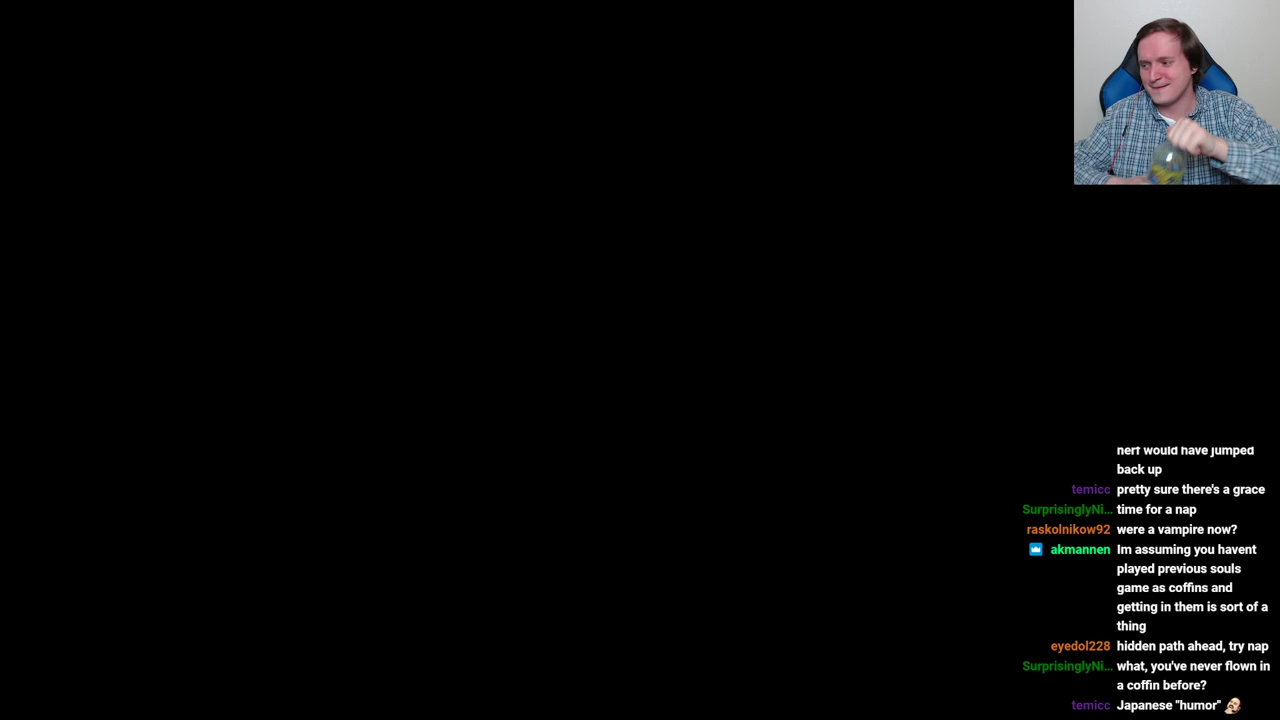 nerf would have jumped
back up
temicc pretty sure there's a grace
SurprisinglyNi... time for a nap
raskolnikow92 were a vampire now?
akmannen Im assuming you havent
played previous souls
game as coffins and
getting in them is sort of a
thing
eyedol228 hidden path ahead, try nap
SurprisinglyNi... what, you've never flown in
a coffin before?
temicc Japanese "humor"